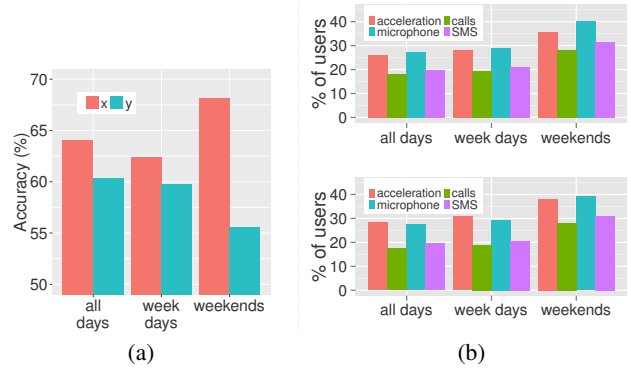 70
65
60
55
50
Accuracy (%)
x y
all days
week days
weekends
(a)
40
30
20
10
0
% of users
acceleration calls
microphone SMS
all days week days weekends
40
30
20
10
0
% of users
acceleration calls
microphone SMS
all days week days weekends
(b)